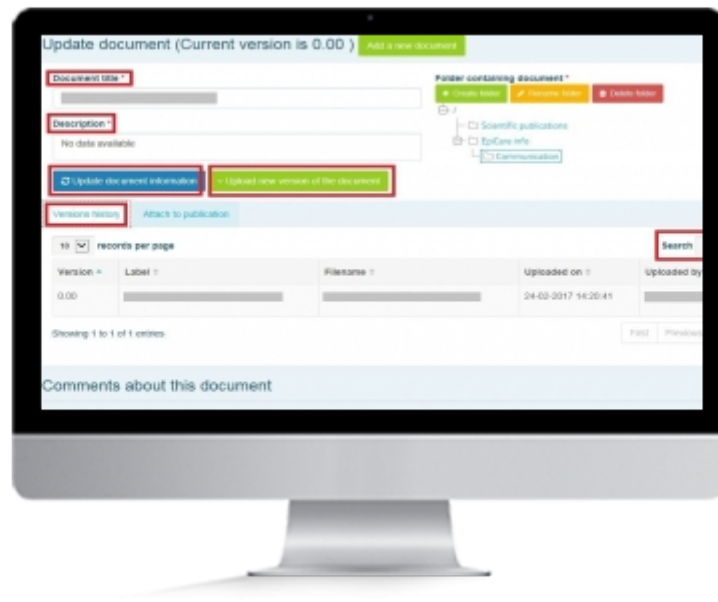 Update document (Current version is 0.00 ) Add a new document
Document title *
Folder containing document *
Create folder Rename folder Delete folder
/
Description *
Scientific publications
No data available
EpiCare info
Communication
Update document information Upload new version of the document
Versions history Attach to publication
10 records per page Search
Version Label Filename Uploaded on Uploaded by
0.00 24-02-2017 14:20:41
Showing 1 to 1 of 1 entries First Previous
Comments about this document